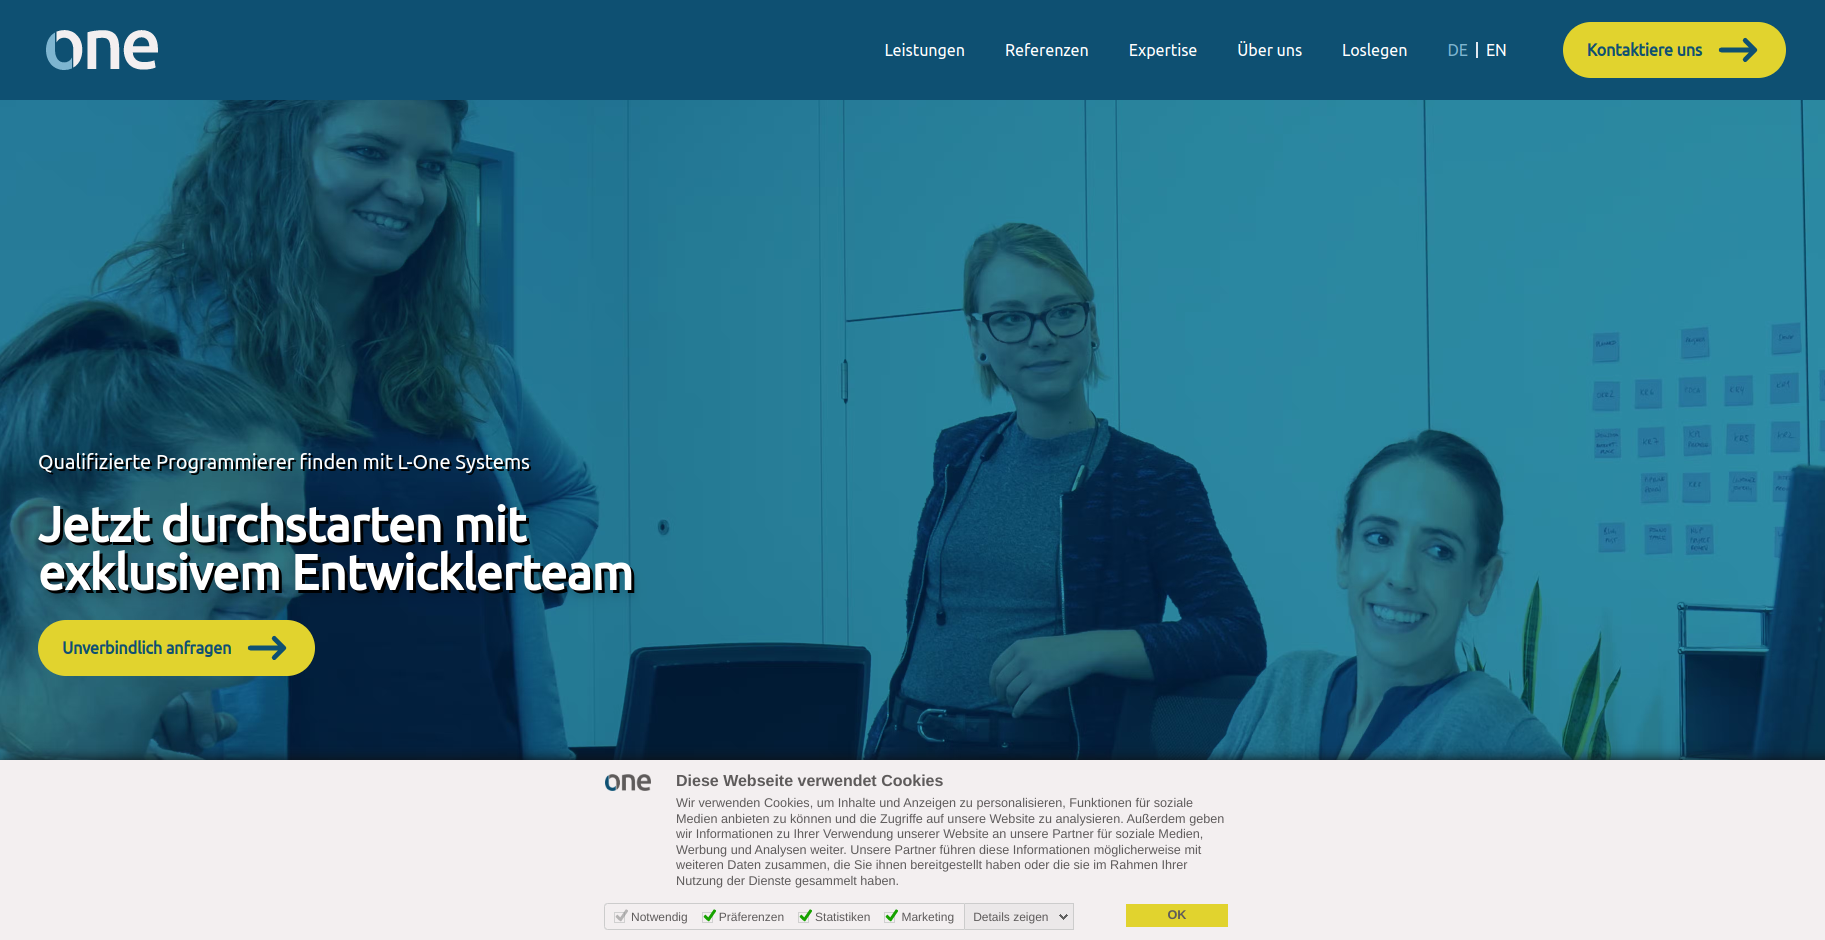 one
Leistungen Referenzen Expertise Über uns Loslegen DE | EN Kontaktiere uns
Qualifizierte Programmierer finden mit L-One Systems
Jetzt durchstarten mit
exklusivem Entwicklerteam
Unverbindlich anfragen
one
Diese Webseite verwendet Cookies
Wir verwenden Cookies, um Inhalte und Anzeigen zu personalisieren, Funktionen für soziale
Medien anbieten zu können und die Zugriffe auf unsere Website zu analysieren. Außerdem geben
wir Informationen zu Ihrer Verwendung unserer Website an unsere Partner für soziale Medien,
Werbung und Analysen weiter. Unsere Partner führen diese Informationen möglicherweise mit
weiteren Daten zusammen, die Sie ihnen bereitgestellt haben oder die sie im Rahmen Ihrer
Nutzung der Dienste gesammelt haben.
Notwendig Präferenzen Statistiken Marketing Details zeigen OK